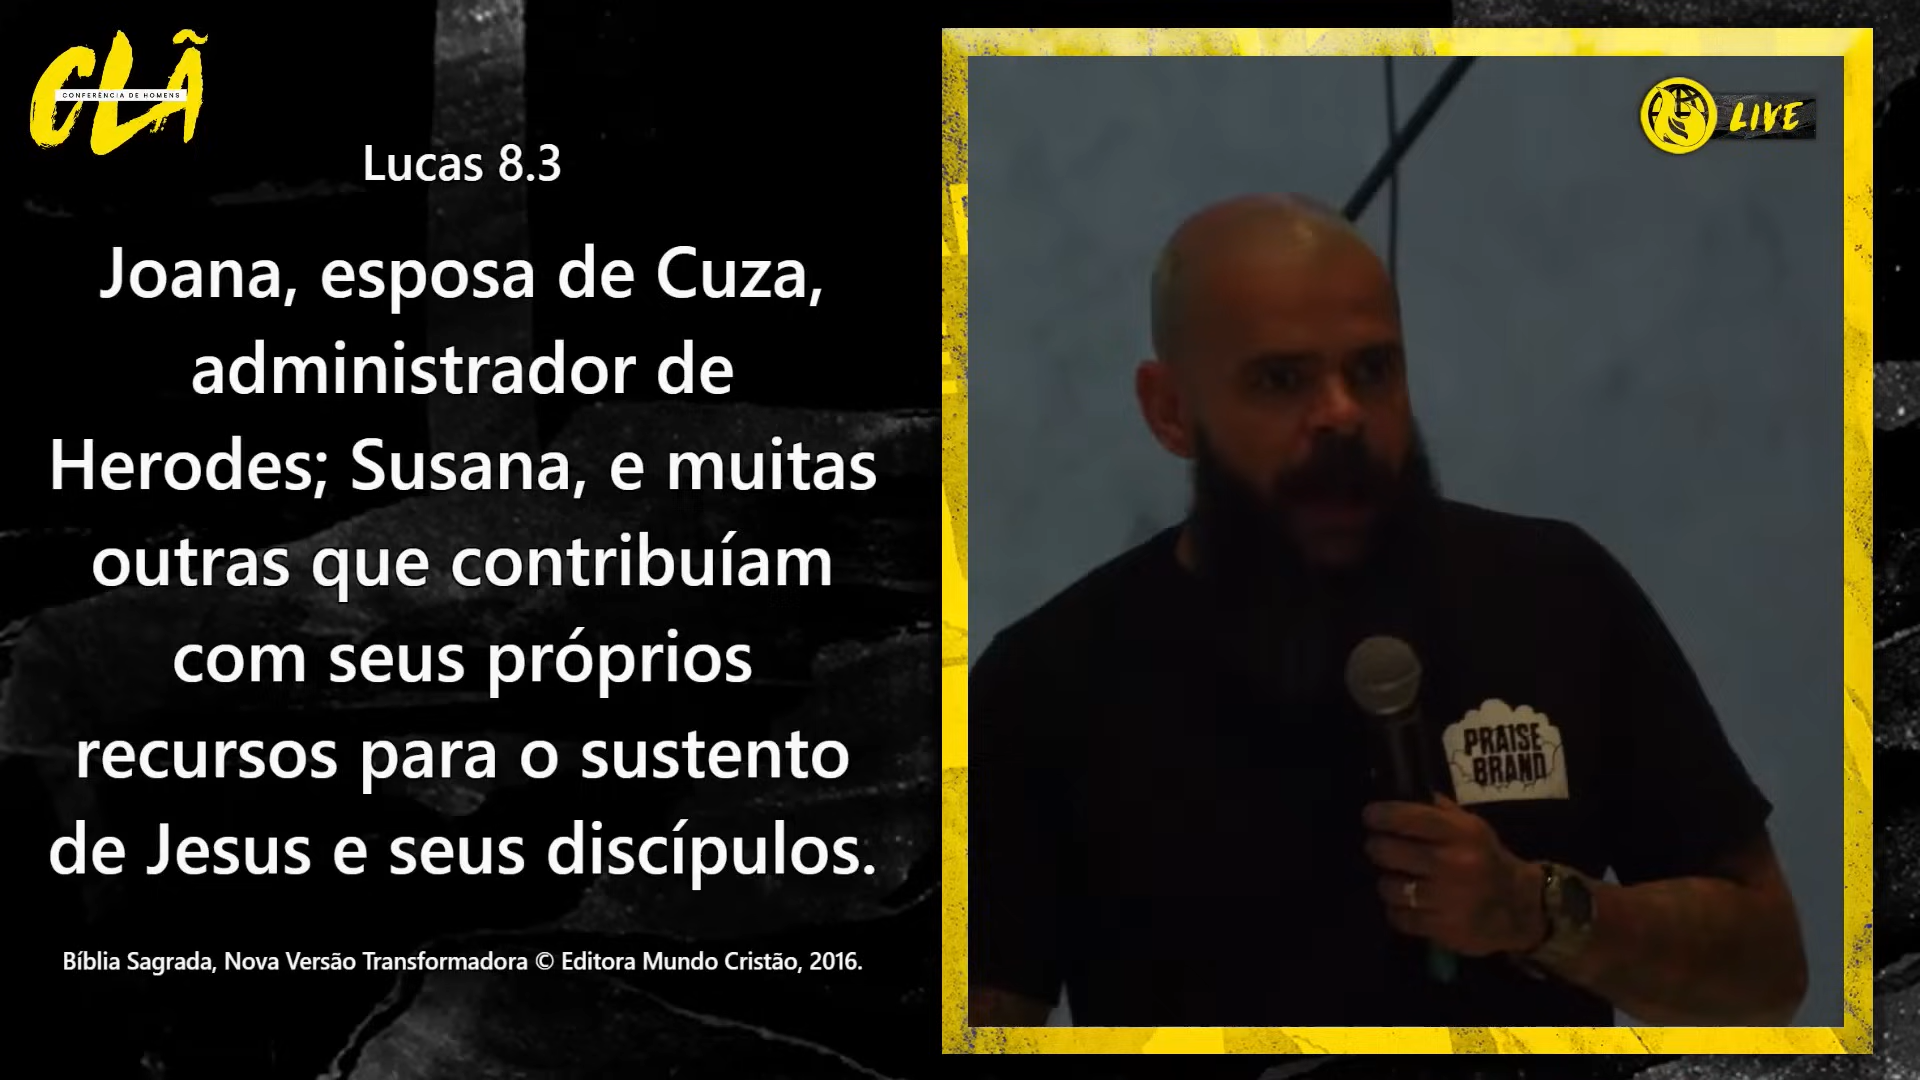 CLÃ
CONFERÊNCIA DE HOMENS
Lucas 8.3
Joana, esposa de Cuza,
administrador de
Herodes; Susana, e muitas
outras que contribuíam
com seus próprios
recursos para o sustento
de Jesus e seus discípulos.
Bíblia Sagrada, Nova Versão Transformadora © Editora Mundo Cristão, 2016.
LIVE
PRAISE
BRAND